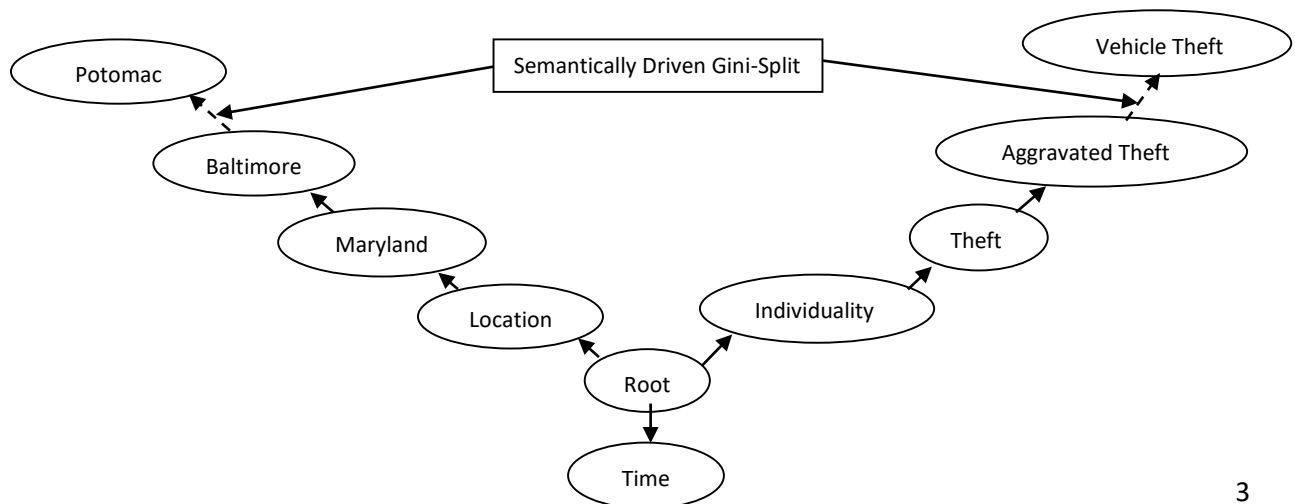 Vehicle Theft
Semantically Driven Gini-Split
Potomac
Aggravated Theft
Baltimore
Theft
Maryland
Individuality
Location
Root
Time
3